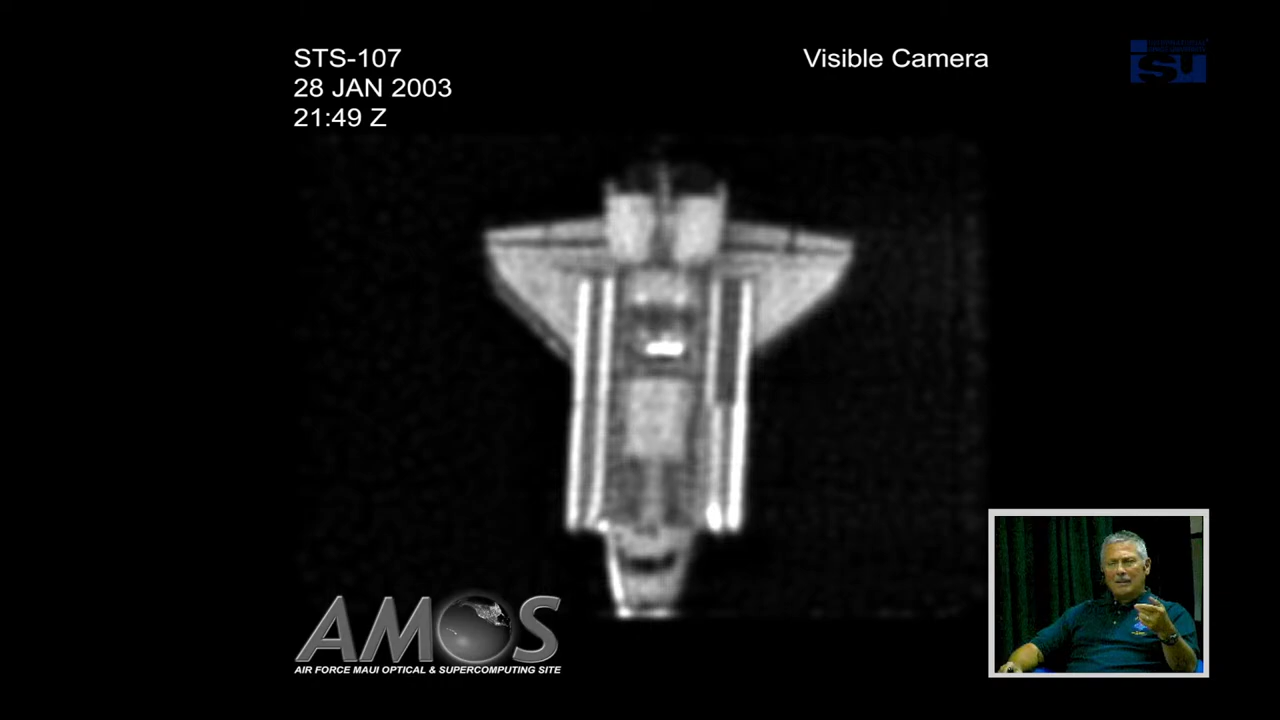 STS-107
28 JAN 2003
21:49 Z
Visible Camera
AMOS
AIR FORCE MAUI OPTICAL & SUPERCOMPUTING SITE